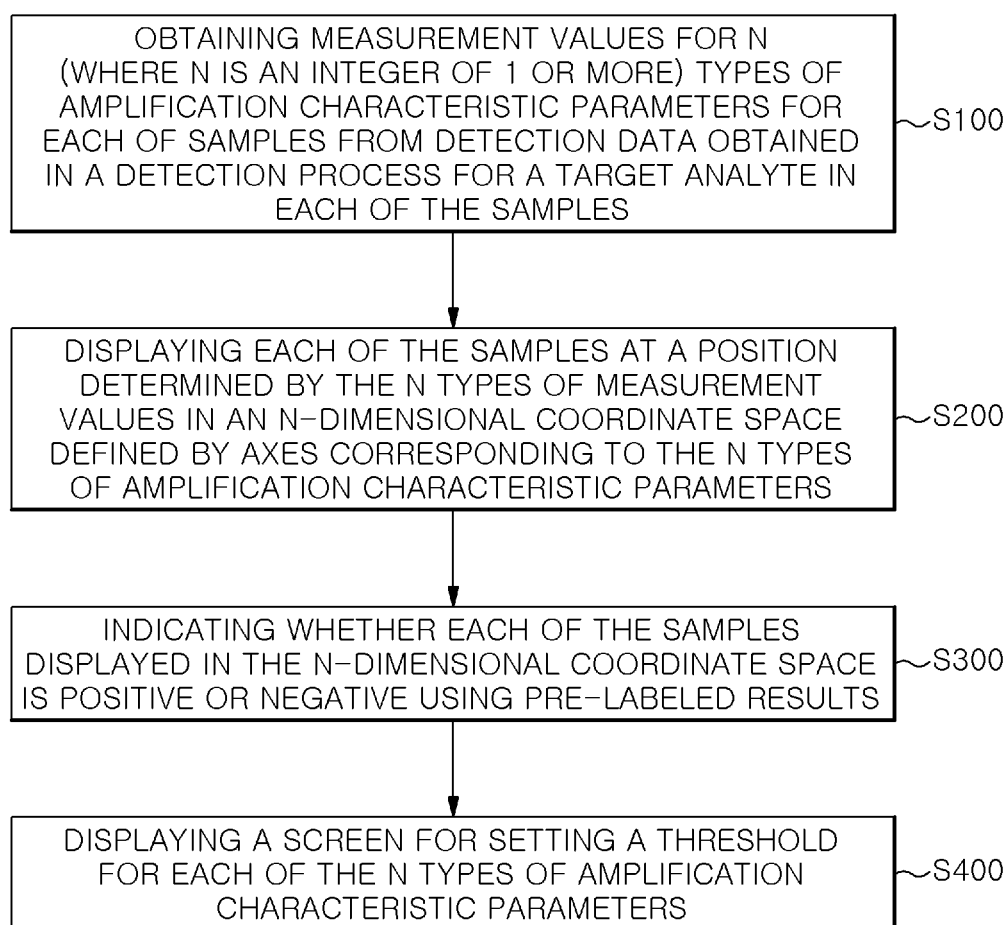 OBTAINING MEASUREMENT VALUES FOR N
(WHERE N IS AN INTEGER OF 1 OR MORE) TYPES OF
AMPLIFICATION CHARACTERISTIC PARAMETERS FOR
EACH OF SAMPLES FROM DETECTION DATA OBTAINED
IN A DETECTION PROCESS FOR A TARGET ANALYTE IN
EACH OF THE SAMPLES
S100
DISPLAYING EACH OF THE SAMPLES AT A POSITION
DETERMINED BY THE N TYPES OF MEASUREMENT
VALUES IN AN N-DIMENSIONAL COORDINATE SPACE
DEFINED BY AXES CORRESPONDING TO THE N TYPES
OF AMPLIFICATION CHARACTERISTIC PARAMETERS
S200
INDICATING WHETHER EACH OF THE SAMPLES
DISPLAYED IN THE N-DIMENSIONAL COORDINATE SPACE
IS POSITIVE OR NEGATIVE USING PRE-LABELED RESULTS
S300
DISPLAYING A SCREEN FOR SETTING A THRESHOLD
FOR EACH OF THE N TYPES OF AMPLIFICATION
CHARACTERISTIC PARAMETERS
S400